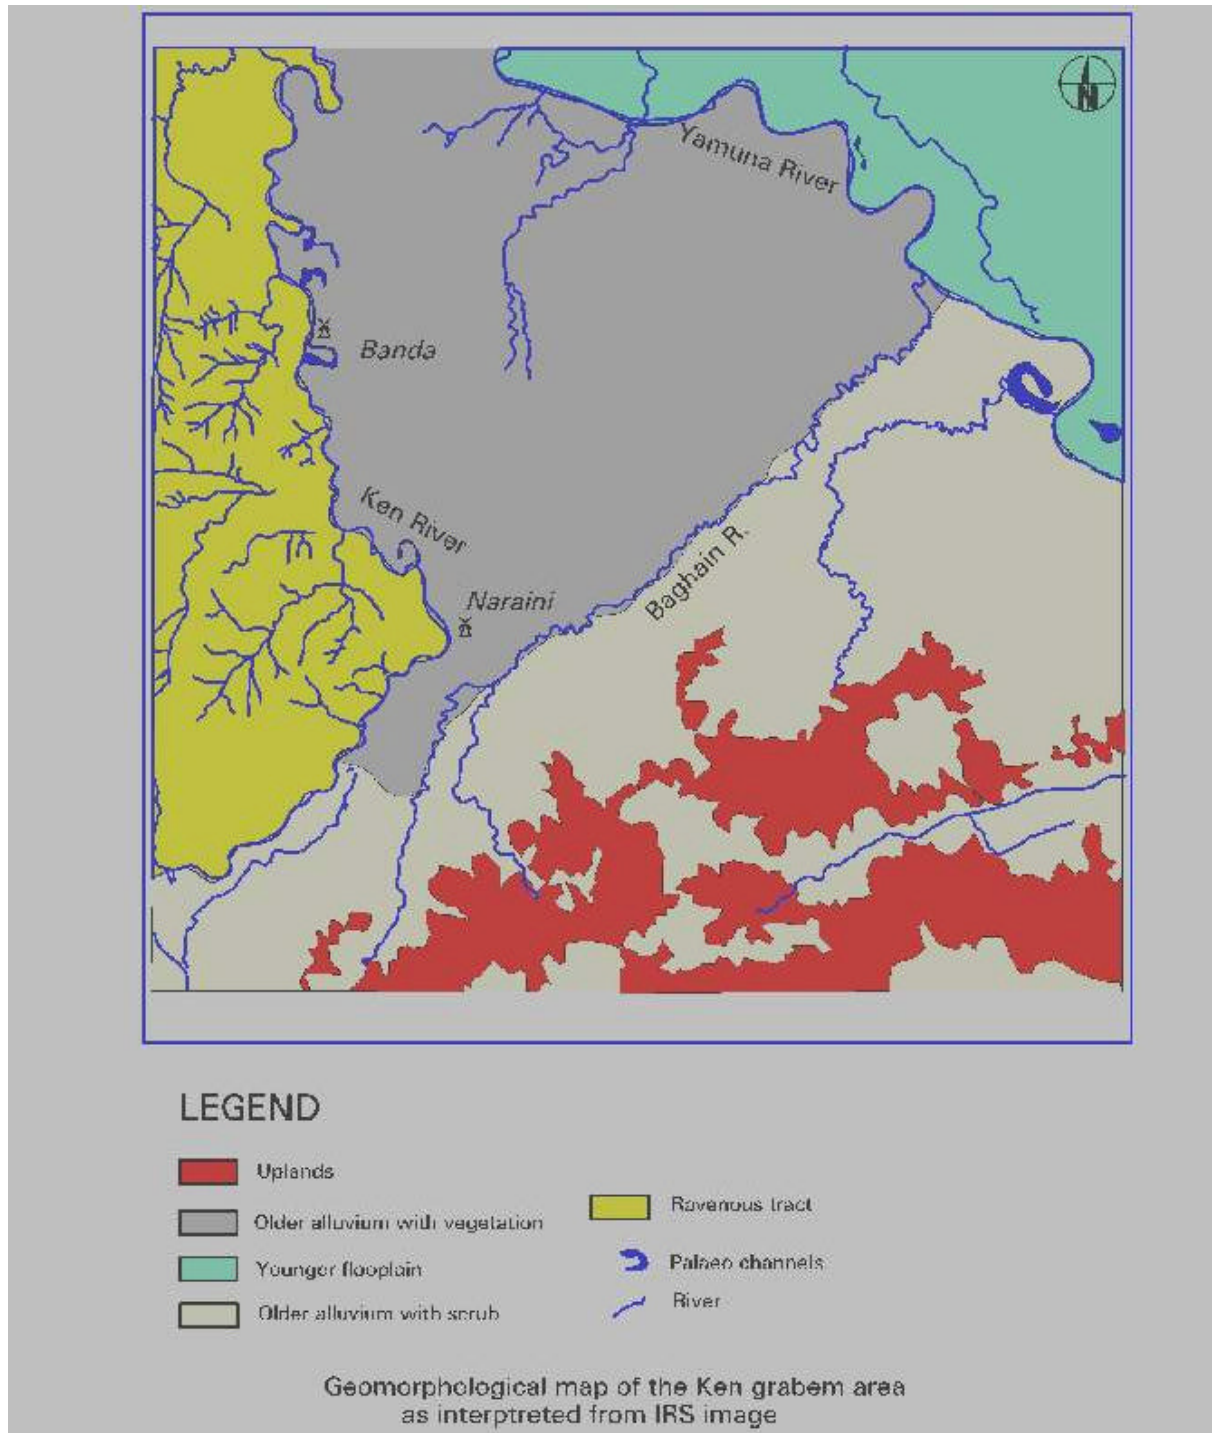 N
Yamuna River
Banda
Ken River
Naraini
Baghain R.
LEGEND
Uplands
Older alluvium with vegetation
Younger flooplain
Older alluvium with scrub
Ravenous tract
Palaeo channels
River
Geomorphological map of the Ken grabem area
as interptreted from IRS image